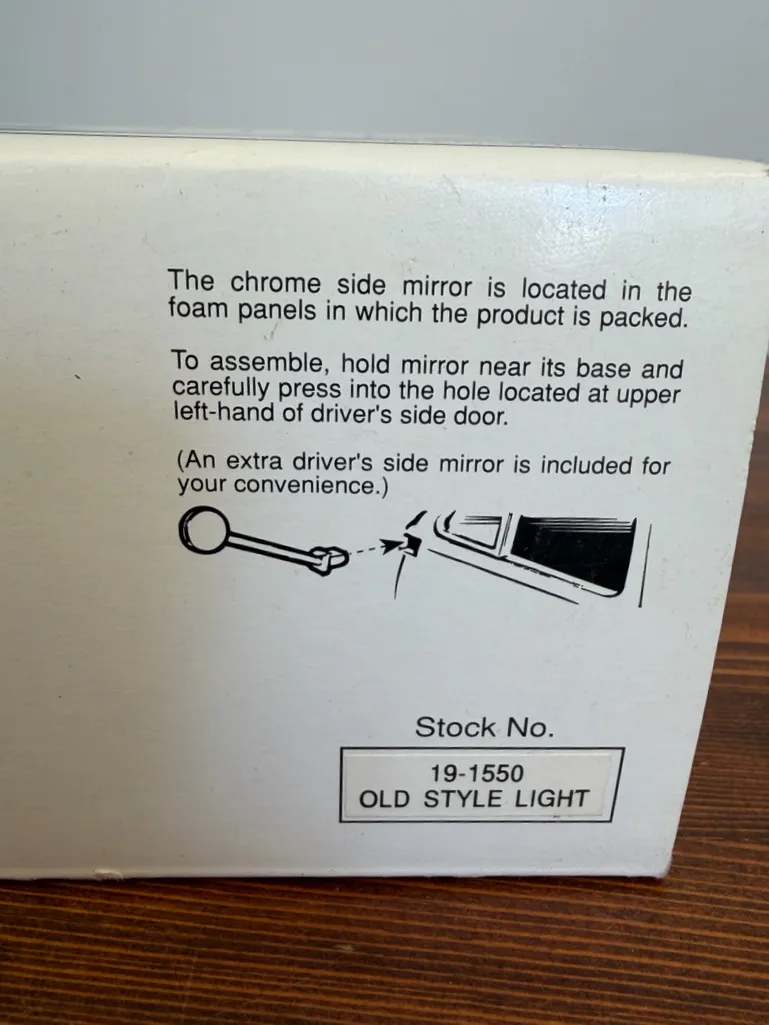 The chrome side mirror is located in the
foam panels in which the product is packed.
To assemble, hold mirror near its base and
carefully press into the hole located at upper
left-hand of driver's side door.
(An extra driver's side mirror is included for
your convenience.)
Stock No.
19-1550
OLD STYLE LIGHT